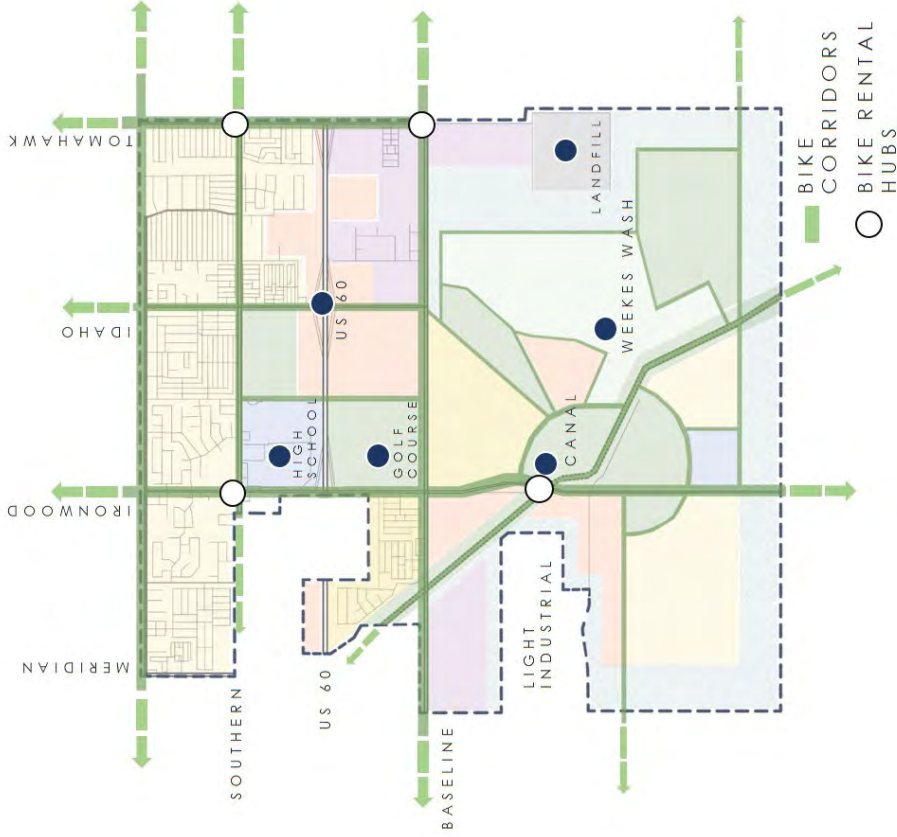 TOMAHAWK
IDAHO
IRONWOOD
MERIDIAN
SOUTHERN
US 60
US 60
HIGH
SCHOOL
GOLF
COURSE
BASELINE
LANDFILL
WEEKES WASH
CANAL
LIGHT
INDUSTRIAL
BIKE
CORRIDORS
BIKE RENTAL
HUBS